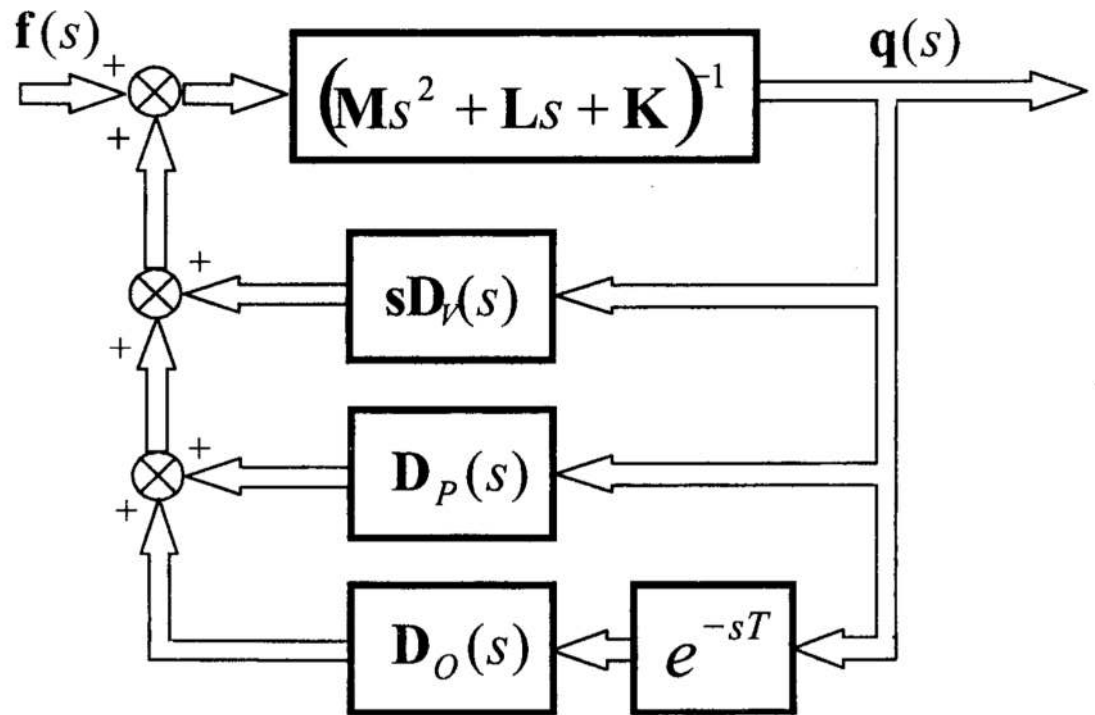 f(s)
q(s)
+
(Ms² + Ls + K)⁻¹
+
+
sD_V(s)
+
+
D_P(s)
+
D_O(s)
e^{-sT}